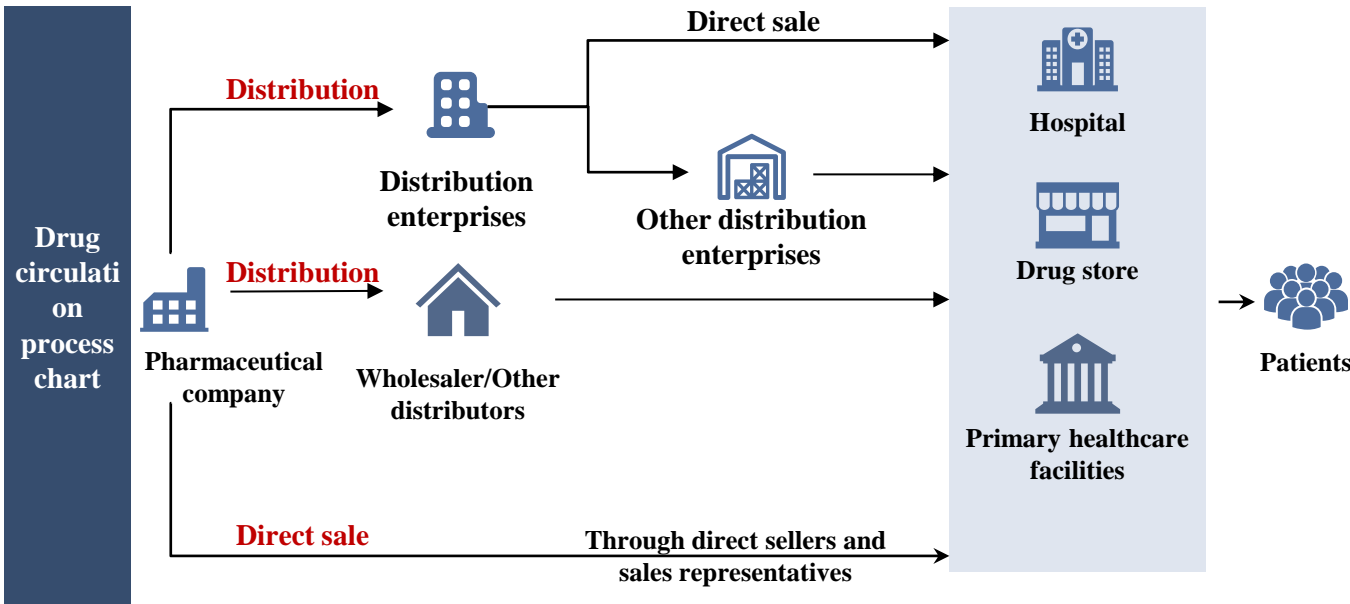 Drug
circulati
on
process
chart
Direct sale
Distribution
Distribution
enterprises
Other distribution
enterprises
Distribution
Pharmaceutical
company
Wholesaler/Other
distributors
Direct sale
Through direct sellers and
sales representatives
Hospital
Drug store
Primary healthcare
facilities
Patients